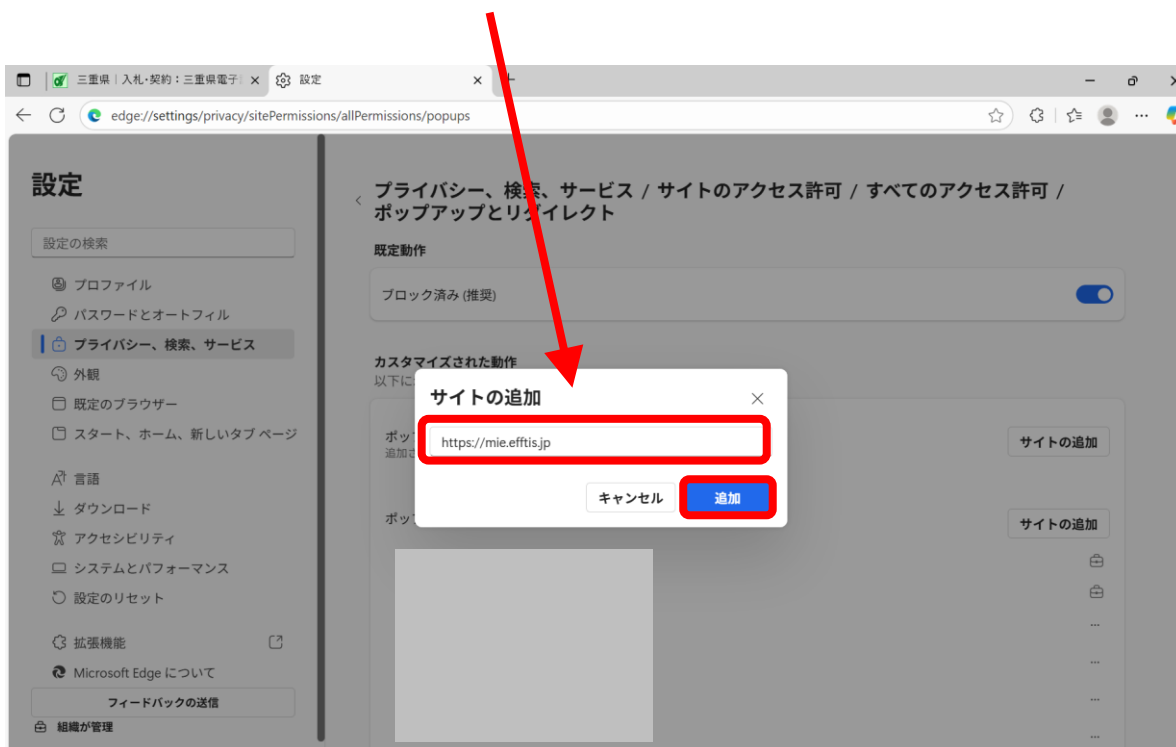 三重県｜入札・契約：三重県電子
設定
edge://settings/privacy/sitePermissions/allPermissions/popups
設定
設定の検索
プロファイル
パスワードとオートフィル
プライバシー、検索、サービス
外観
既定のブラウザー
スタート、ホーム、新しいタブ ページ
言語
ダウンロード
アクセシビリティ
システムとパフォーマンス
設定のリセット
拡張機能
Microsoft Edge について
フィードバックの送信
組織が管理
プライバシー、検索、サービス / サイトのアクセス許可 / すべてのアクセス許可 /
ポップアップとリダイレクト
既定動作
ブロック済み (推奨)
カスタマイズされた動作
以下に
サイトの追加
https://mie.efftis.jp
キャンセル
追加
ポッ
追加
サイトの追加
ポッ
サイトの追加